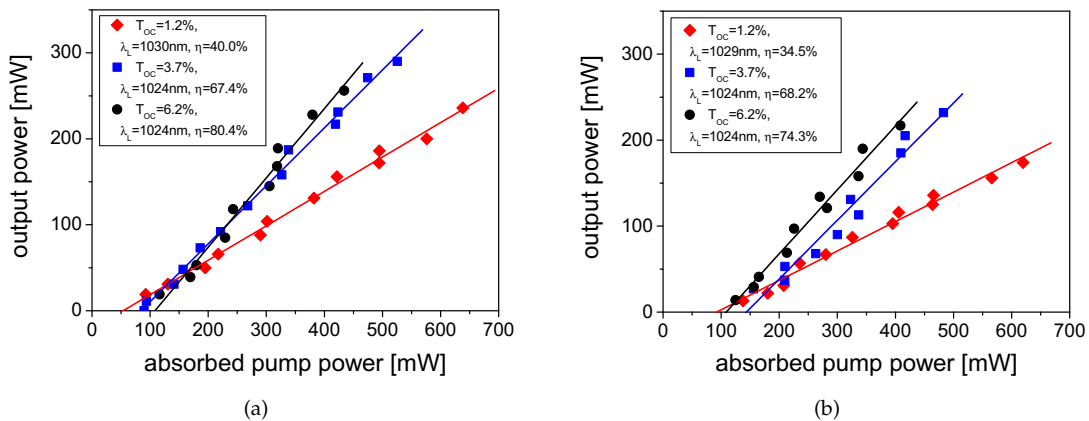 T_OC=1.2%,
λ_L=1030nm, η=40.0%
T_OC=3.7%,
λ_L=1024nm, η=67.4%
T_OC=6.2%,
λ_L=1024nm, η=80.4%
300
200
100
0
output power [mW]
0 100 200 300 400 500 600 700
absorbed pump power [mW]
(a)
T_OC=1.2%,
λ_L=1029nm, η=34.5%
T_OC=3.7%,
λ_L=1024nm, η=68.2%
T_OC=6.2%,
λ_L=1024nm, η=74.3%
300
200
100
0
output power [mW]
0 100 200 300 400 500 600 700
absorbed pump power [mW]
(b)